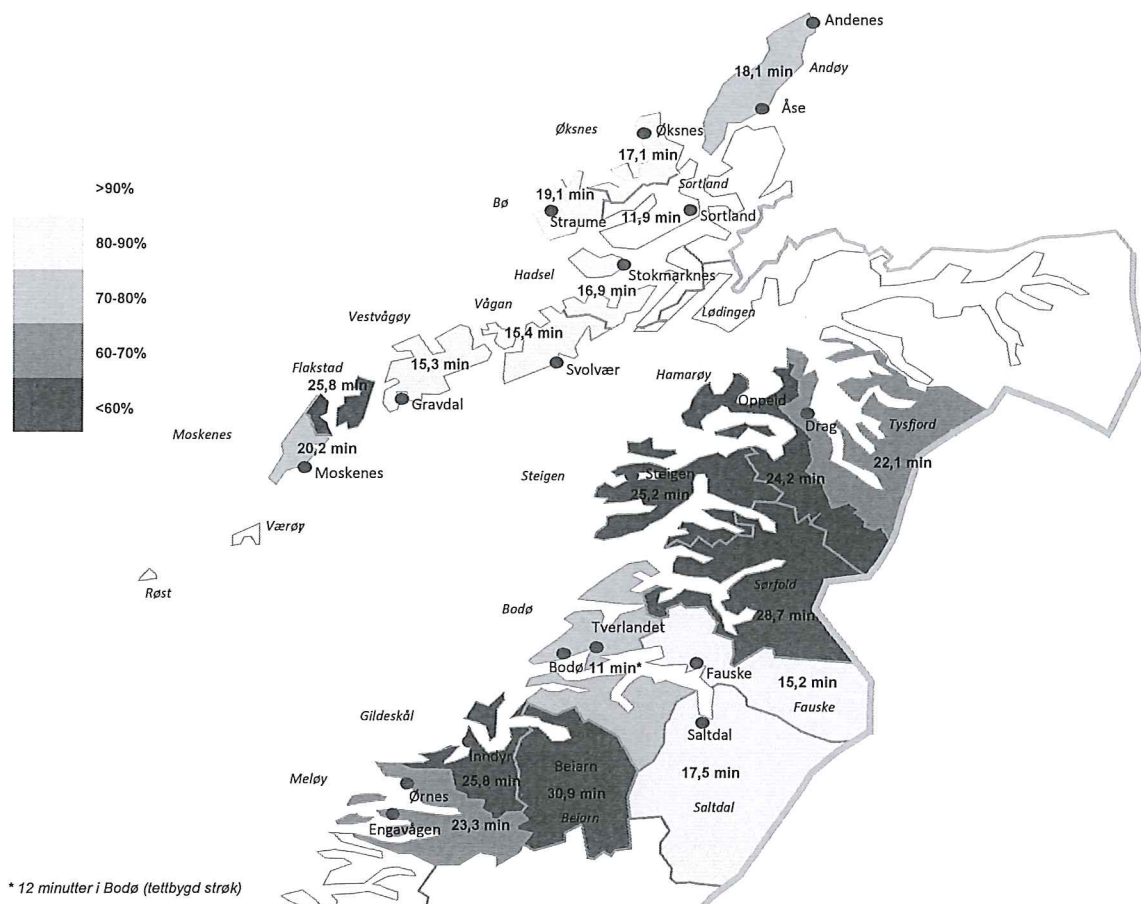 Andenes
18,1 min
Andøy
Åse
Øksnes
Øksnes
17,1 min
>90%
80-90%
70-80%
60-70%
<60%
Sortland
19,1 min
Bø
Straume
11,9 min
Sortland
Hadsel
Stokmarknes
16,9 min
Vågan
Lødingen
Vestvågøy
15,4 min
15,3 min
Svolvær
Flakstad
25,8 min
Hamarøy
Oppeid
Gravdal
Drag
Tysfjord
Moskenes
20,2 min
22,1 min
Moskenes
Steigen
Steigen
24,2 min
25,2 min
Værøy
Røst
Sørfold
28,7 min
Bodø
Tverlandet
Bodø
11 min*
Fauske
15,2 min
Fauske
Gildeskål
Saltdal
Inndyr
Beiarn
17,5 min
Meløy
25,8 min
30,9 min
Ørnes
Saltdal
Beiarn
Engavågen
23,3 min
* 12 minutter i Bodø (tettbygd strøk)